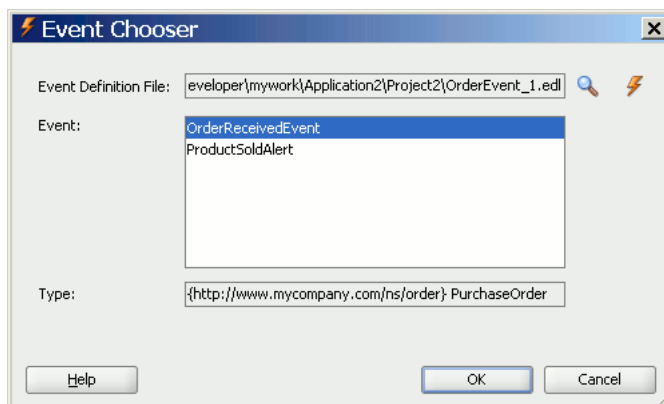 Event Chooser
Event Definition File: eveloper\mywork\Application2\Project2\OrderEvent_1.edl
Event:
OrderReceivedEvent
ProductSoldAlert
Type: {http://www.mycompany.com/ns/order} PurchaseOrder
Help OK Cancel